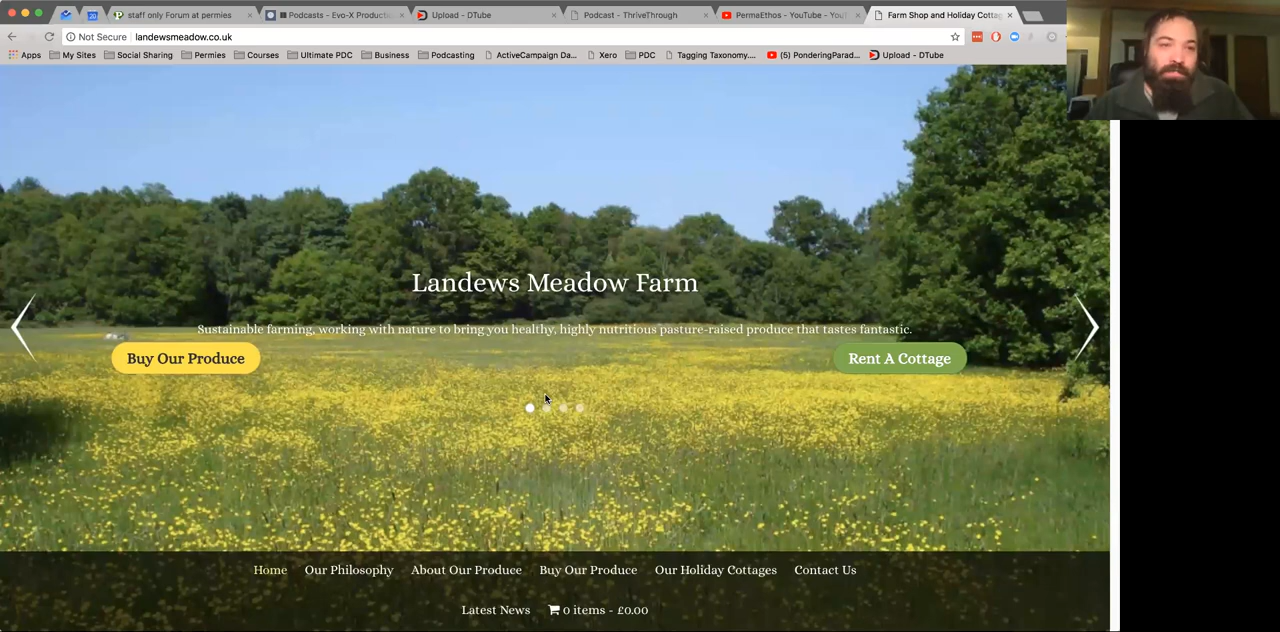 staff only Forum at permies
Podcasts - Evo-X Productio
Upload - DTube
Podcast - ThriveThrough
PermaEthos - YouTube - You
Farm Shop and Holiday Cottag
Not Secure | landewsmeadow.co.uk
Apps My Sites Social Sharing Permies Courses Ultimate PDC Business Podcasting ActiveCampaign Da... Xero PDC Tagging Taxonomy.... (5) PonderingParad... Upload - DTube
Landews Meadow Farm
Sustainable farming, working with nature to bring you healthy, highly nutritious pasture-raised produce that tastes fantastic.
Buy Our Produce
Rent A Cottage
Home Our Philosophy About Our Produce Buy Our Produce Our Holiday Cottages Contact Us
Latest News 0 items - £0.00